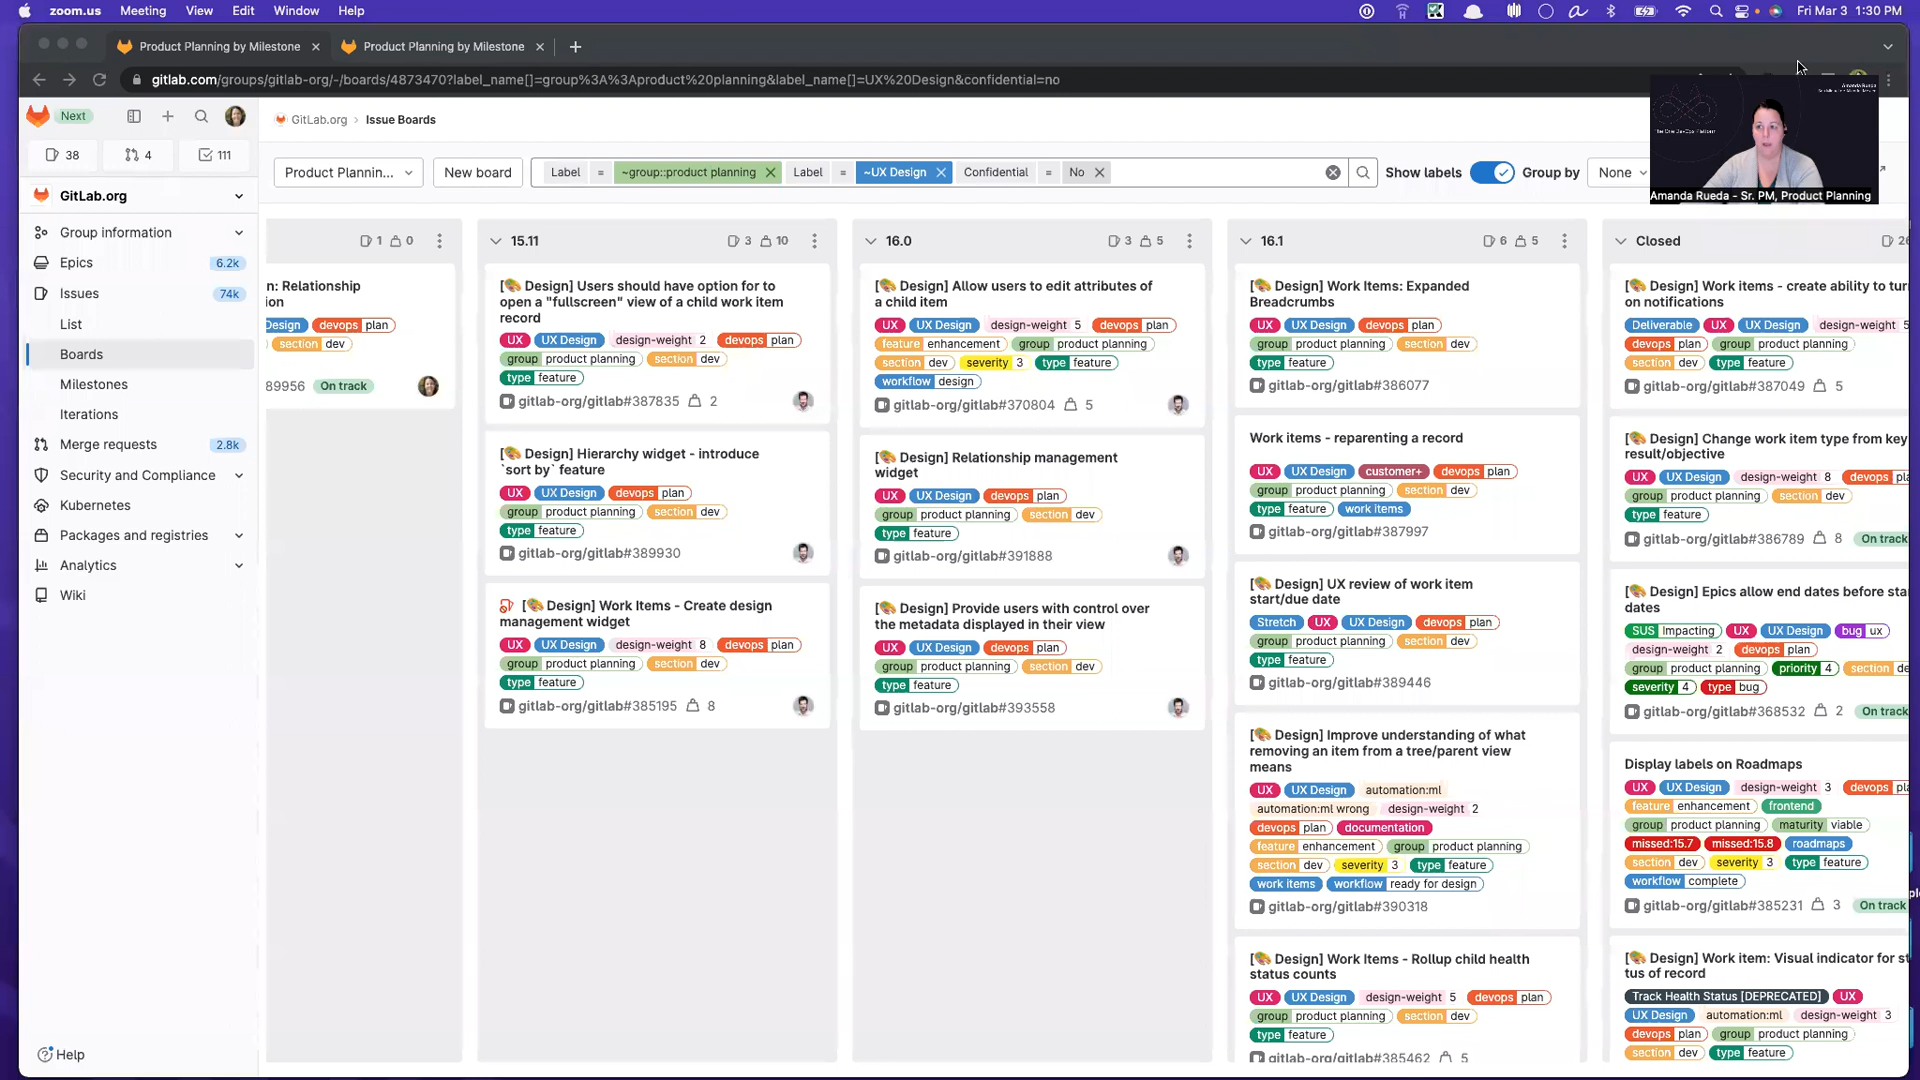 zoom.us Meeting View Edit Window Help
Fri Mar 3 1:30 PM
Product Planning by Milestone
Product Planning by Milestone
gitlab.com/groups/gitlab-org/-/boards/4873470?label_name[]=group%3A%3Aproduct%20planning&label_name[]=UX%20Design&confidential=no
Next
38 4 111
GitLab.org
Group information
Epics 6.2k
Issues 74k
List
Boards
Milestones
Iterations
Merge requests 2.8k
Security and Compliance
Kubernetes
Packages and registries
Analytics
Wiki
Help
GitLab.org › Issue Boards
Product Plannin...
New board
Label = ~group::product planning Label = ~UX Design Confidential = No
Show labels Group by None
The One DevOps Platform
Amanda Rueda - Sr. PM, Product Planning
1 0
n: Relationship
ion
Design devops plan
section dev
89956 On track
15.11 3 10
[🎨 Design] Users should have option for to
open a "fullscreen" view of a child work item
record
UX UX Design design-weight 2 devops plan
group product planning section dev
type feature
gitlab-org/gitlab#387835 2
[🎨 Design] Hierarchy widget - introduce
`sort by` feature
UX UX Design devops plan
group product planning section dev
type feature
gitlab-org/gitlab#389930
[🎨 Design] Work Items - Create design
management widget
UX UX Design design-weight 8 devops plan
group product planning section dev
type feature
gitlab-org/gitlab#385195 8
16.0 3 5
[🎨 Design] Allow users to edit attributes of
a child item
UX UX Design design-weight 5 devops plan
feature enhancement group product planning
section dev severity 3 type feature
workflow design
gitlab-org/gitlab#370804 5
[🎨 Design] Relationship management
widget
UX UX Design devops plan
group product planning section dev
type feature
gitlab-org/gitlab#391888
[🎨 Design] Provide users with control over
the metadata displayed in their view
UX UX Design devops plan
group product planning section dev
type feature
gitlab-org/gitlab#393558
16.1 6 5
[🎨 Design] Work Items: Expanded
Breadcrumbs
UX UX Design devops plan
group product planning section dev
type feature
gitlab-org/gitlab#386077
Work items - reparenting a record
UX UX Design customer+ devops plan
group product planning section dev
type feature work items
gitlab-org/gitlab#387997
[🎨 Design] UX review of work item
start/due date
Stretch UX UX Design devops plan
group product planning section dev
type feature
gitlab-org/gitlab#389446
[🎨 Design] Improve understanding of what
removing an item from a tree/parent view
means
UX UX Design automation:ml
automation:ml wrong design-weight 2
devops plan documentation
feature enhancement group product planning
section dev severity 3 type feature
work items workflow ready for design
gitlab-org/gitlab#390318
[🎨 Design] Work Items - Rollup child health
status counts
UX UX Design design-weight 5 devops plan
group product planning section dev
type feature
gitlab-org/gitlab#385462 5
Closed 26
[🎨 Design] Work items - create ability to tur
on notifications
Deliverable UX UX Design design-weight 5
devops plan group product planning
section dev type feature
gitlab-org/gitlab#387049 5
[🎨 Design] Change work item type from key
result/objective
UX UX Design design-weight 8 devops pla
group product planning section dev
type feature
gitlab-org/gitlab#386789 8 On track
[🎨 Design] Epics allow end dates before sta
dates
SUS Impacting UX UX Design bug ux
design-weight 2 devops plan
group product planning priority 4 section de
severity 4 type bug
gitlab-org/gitlab#368532 2 On track
Display labels on Roadmaps
UX UX Design design-weight 3 devops pla
feature enhancement frontend
group product planning maturity viable
missed:15.7 missed:15.8 roadmaps
section dev severity 3 type feature
workflow complete
gitlab-org/gitlab#385231 3 On track
[🎨 Design] Work item: Visual indicator for st
tus of record
Track Health Status [DEPRECATED] UX
UX Design automation:ml design-weight 3
devops plan group product planning
section dev type feature